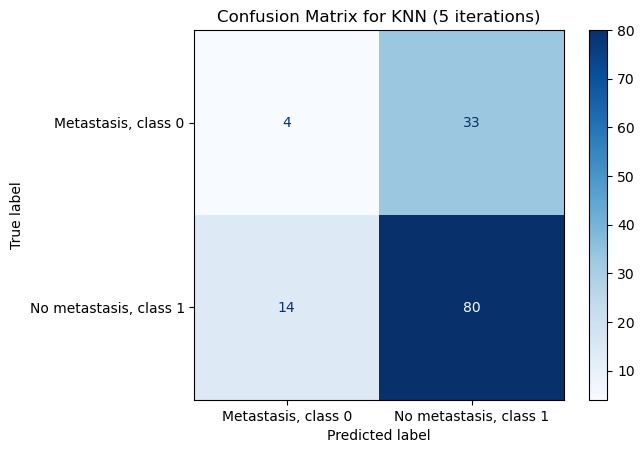 Confusion Matrix for KNN (5 iterations)
True label
Metastasis, class 0
4
33
No metastasis, class 1
14
80
Metastasis, class 0
No metastasis, class 1
Predicted label
80
70
60
50
40
30
20
10